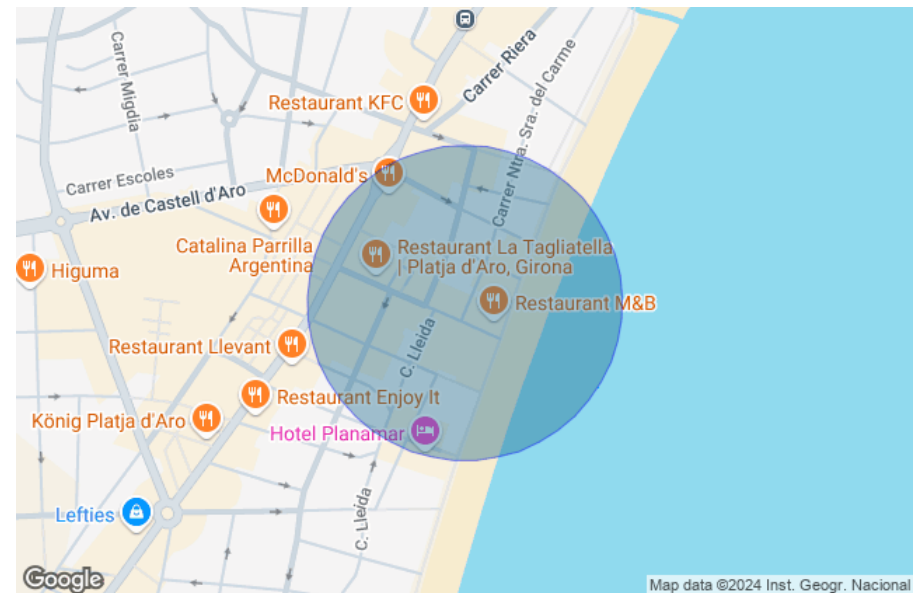 Carrer Riera
Carrer Migdia
Restaurant KFC
Carrer Ntra. Sra. del Carme
McDonald's
Carrer Escoles
Av. de Castell d'Aro
Catalina Parrilla
Argentina
Restaurant La Tagliatella
| Platja d'Aro, Girona
Higuma
Restaurant M&B
Restaurant Llevant
C. Lleida
Restaurant Enjoy It
König Platja d'Aro
Hotel Planamar
Lefties
C. Lleida
Google
Map data ©2024 Inst. Geogr. Nacional